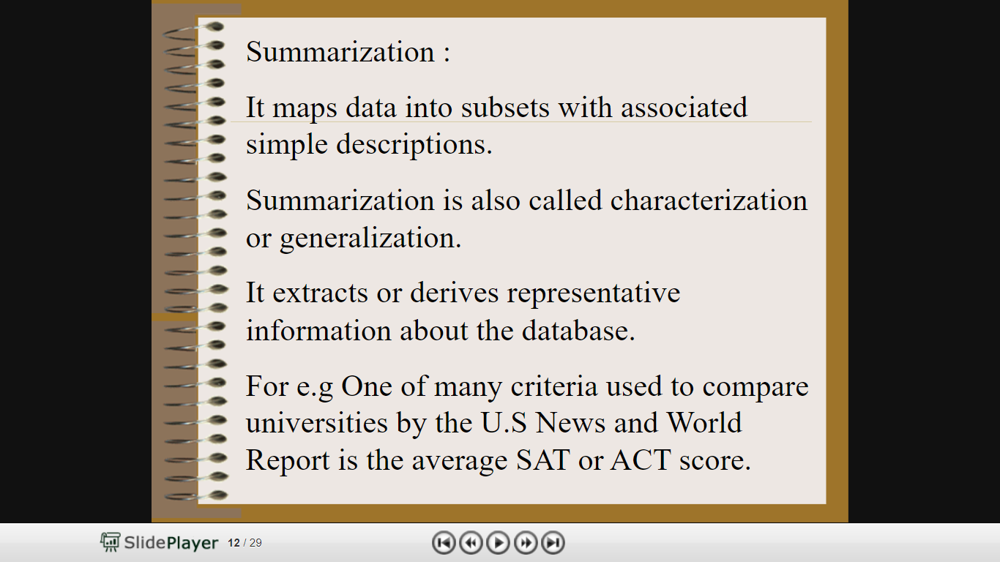 Summarization :
It maps data into subsets with associated
simple descriptions.
Summarization is also called characterization
or generalization.
It extracts or derives representative
information about the database.
For e.g One of many criteria used to compare
universities by the U.S News and World
Report is the average SAT or ACT score.
SlidePlayer 12 / 29